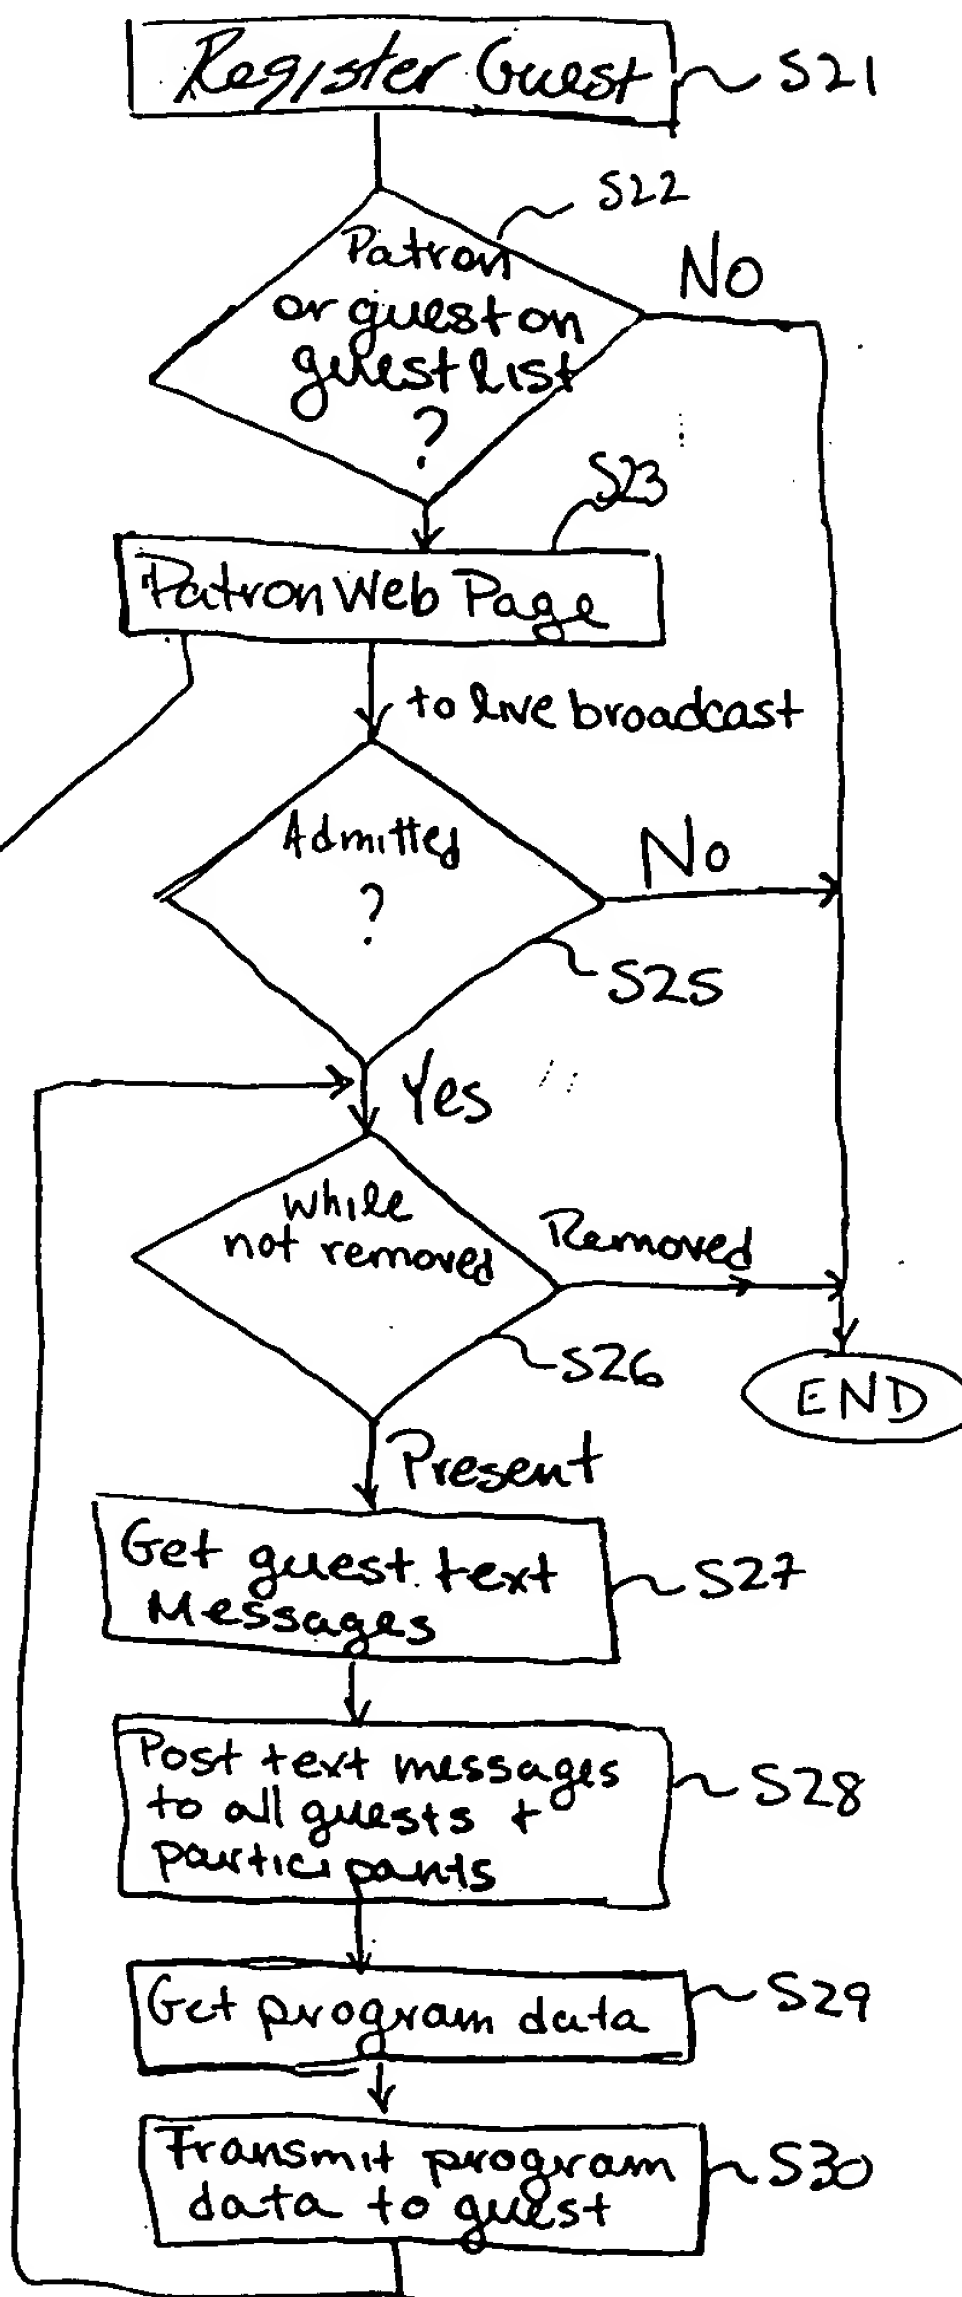 Register Guest S21
S22
Patron
or guest on
guest list
?
No
S23
Patron Web Page
to live broadcast
Admitted
?
No
S25
Yes
while
not removed
Removed
S26
END
Present
Get guest text
Messages
S27
Post text messages
to all guests +
participants
S28
Get program data
S29
Transmit program
data to guest
S30